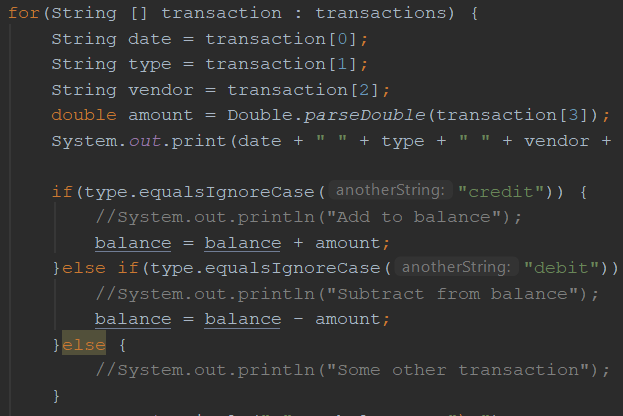 for(String [] transaction : transactions) {
String date = transaction[0];
String type = transaction[1];
String vendor = transaction[2];
double amount = Double.parseDouble(transaction[3]);
System.out.print(date + " " + type + " " + vendor +
if(type.equalsIgnoreCase( anotherString: "credit")) {
//System.out.println("Add to balance");
balance = balance + amount;
}else if(type.equalsIgnoreCase( anotherString: "debit"))
//System.out.println("Subtract from balance");
balance = balance - amount;
}else {
//System.out.println("Some other transaction");
}